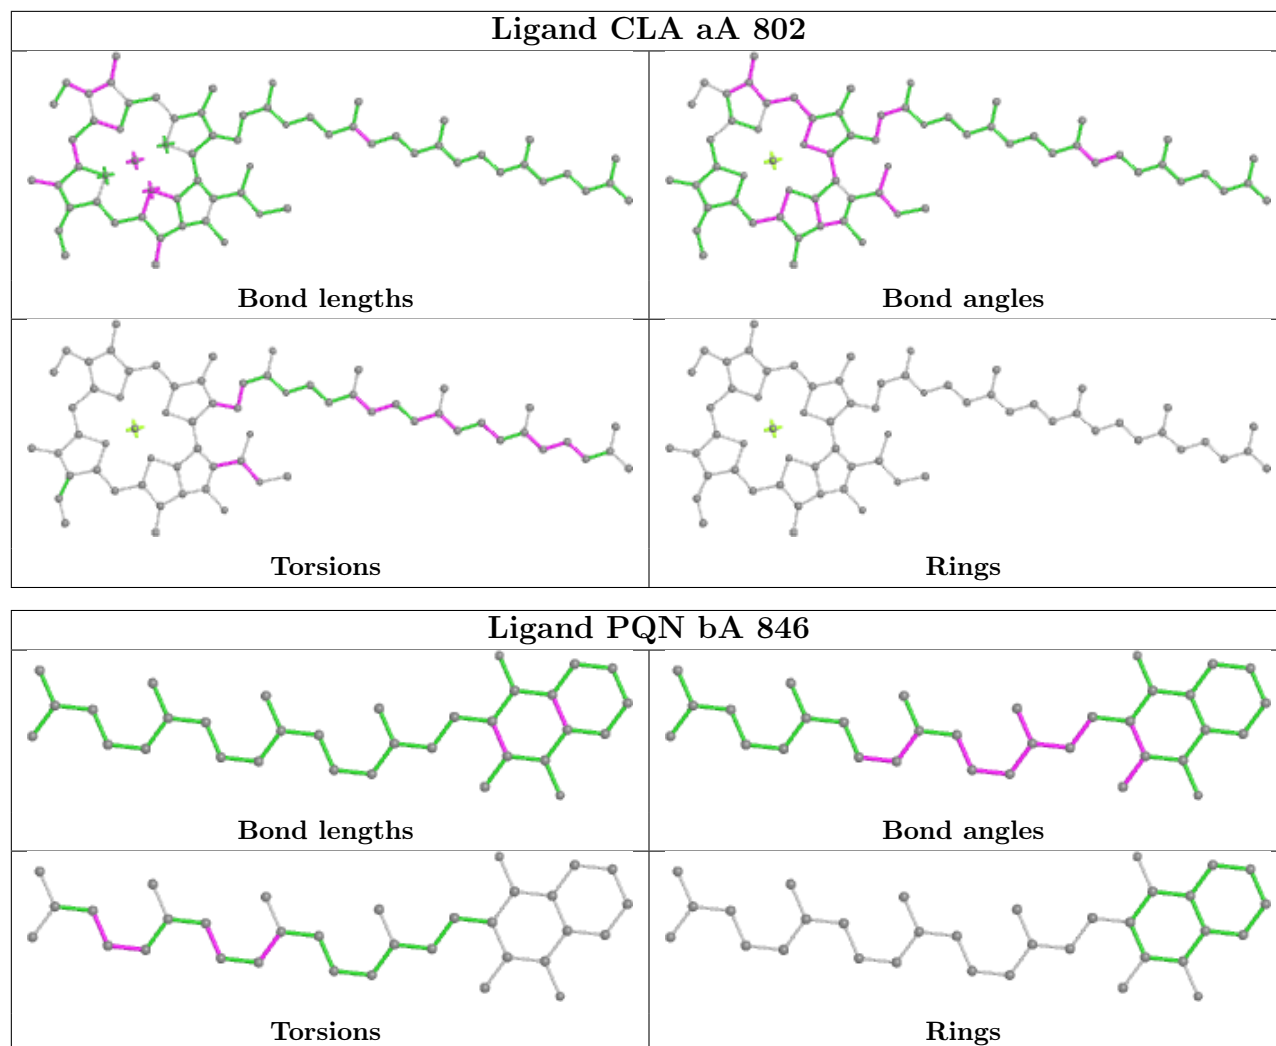 Ligand CLA aA 802
Bond lengths
Bond angles
Torsions
Rings
Ligand PQN bA 846
Bond lengths
Bond angles
Torsions
Rings